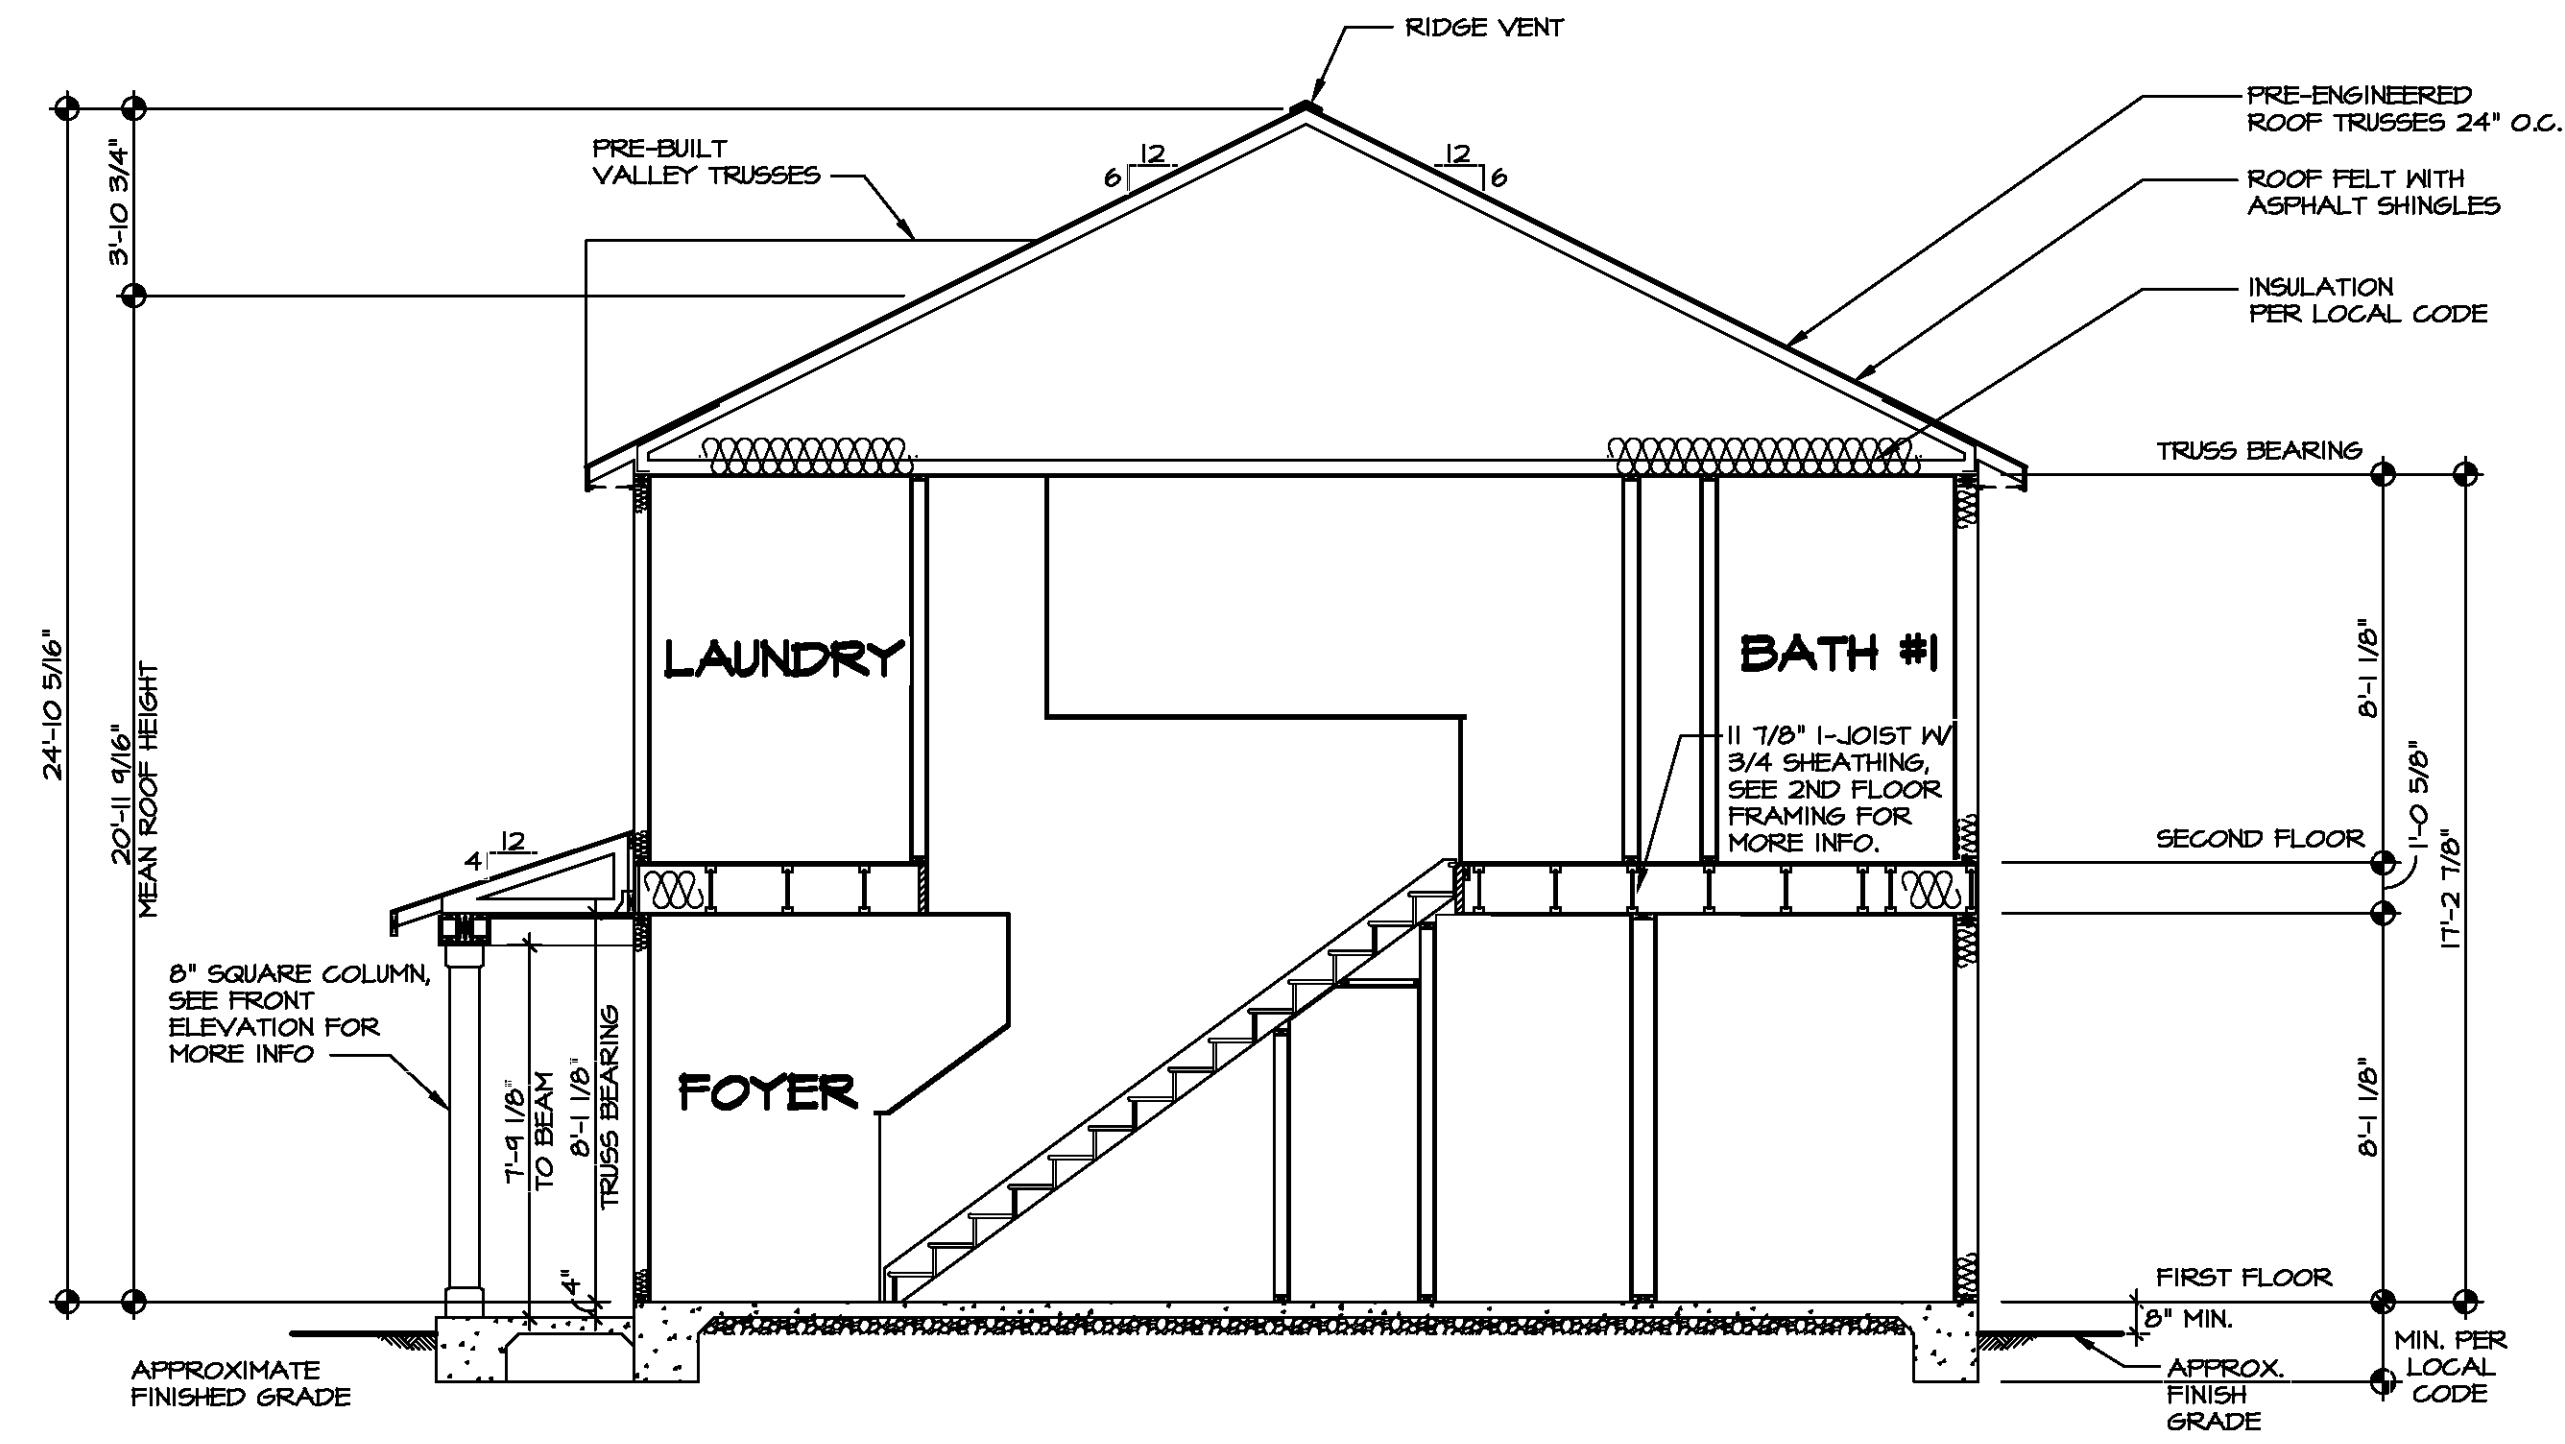 RIDGE VENT
PRE-ENGINEERED
ROOF TRUSSES 24" O.C.
PRE-BUILT
VALLEY TRUSSES
12
6
12
6
ROOF FELT WITH
ASPHALT SHINGLES
INSULATION
PER LOCAL CODE
3'-10 3/4"
24'-10 5/16"
20'-11 9/16"
MEAN ROOF HEIGHT
TRUSS BEARING
LAUNDRY
BATH #1
11 7/8" I-JOIST W/
3/4 SHEATHING,
SEE 2ND FLOOR
FRAMING FOR
MORE INFO.
8'-1 1/8"
1'-0 5/8"
17'-2 7/8"
SECOND FLOOR
12
4
8" SQUARE COLUMN,
SEE FRONT
ELEVATION FOR
MORE INFO
7'-9 1/8"
TO BEAM
8'-1 1/8"
TRUSS BEARING
4"
FOYER
8'-1 1/8"
FIRST FLOOR
8" MIN.
MIN. PER
LOCAL
CODE
APPROXIMATE
FINISHED GRADE
APPROX.
FINISH
GRADE